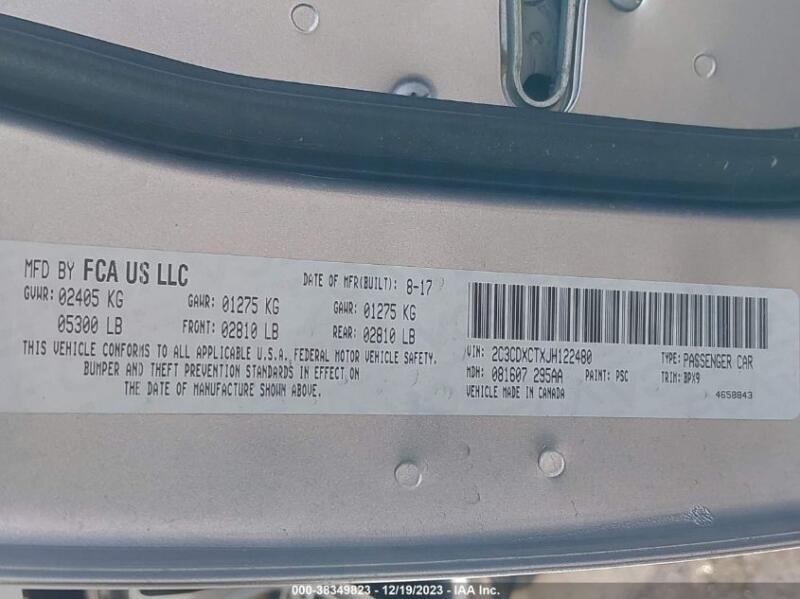 MFD BY FCA US LLC
DATE OF MFR(BUILT): 8-17
GVWR: 02405 KG GAWR: 01275 KG GAWR: 01275 KG
05300 LB FRONT: 02810 LB REAR: 02810 LB
THIS VEHICLE CONFORMS TO ALL APPLICABLE U.S.A. FEDERAL MOTOR VEHICLE SAFETY,
BUMPER AND THEFT PREVENTION STANDARDS IN EFFECT ON
THE DATE OF MANUFACTURE SHOWN ABOVE.
VIN: 2C3CDXCTXJH122480 TYPE: PASSENGER CAR
MDH: 081607 295AA PAINT: PSC TRIM: BPX9
VEHICLE MADE IN CANADA 4658843
000-38349823 - 12/19/2023 - IAA Inc.